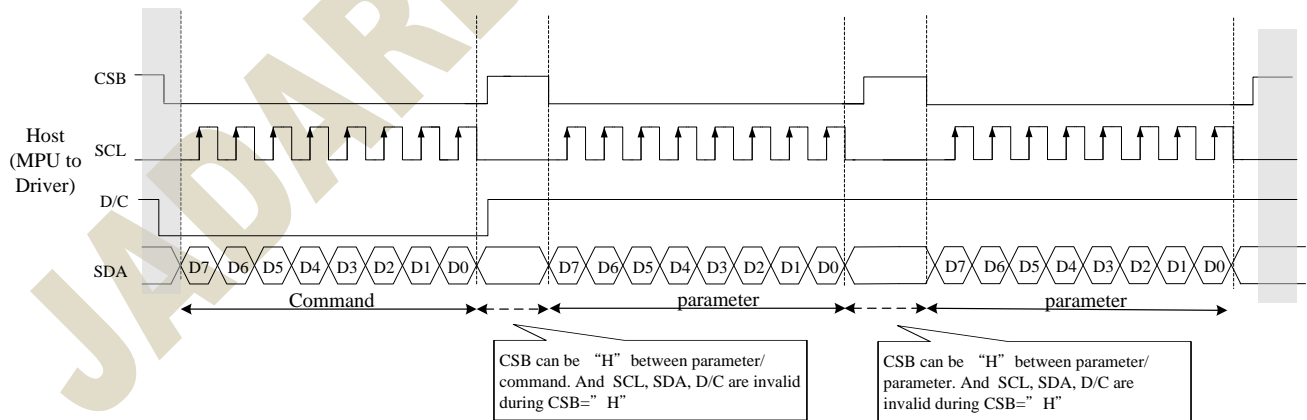 JADARD
CSB
Host
(MPU to
Driver)
SCL
D/C
SDA
D7 D6 D5 D4 D3 D2 D1 D0
D7 D6 D5 D4 D3 D2 D1 D0
D7 D6 D5 D4 D3 D2 D1 D0
Command
parameter
parameter
CSB can be “H” between parameter/
command. And SCL, SDA, D/C are invalid
during CSB=” H”
CSB can be “H” between parameter/
parameter. And SCL, SDA, D/C are
invalid during CSB=” H”